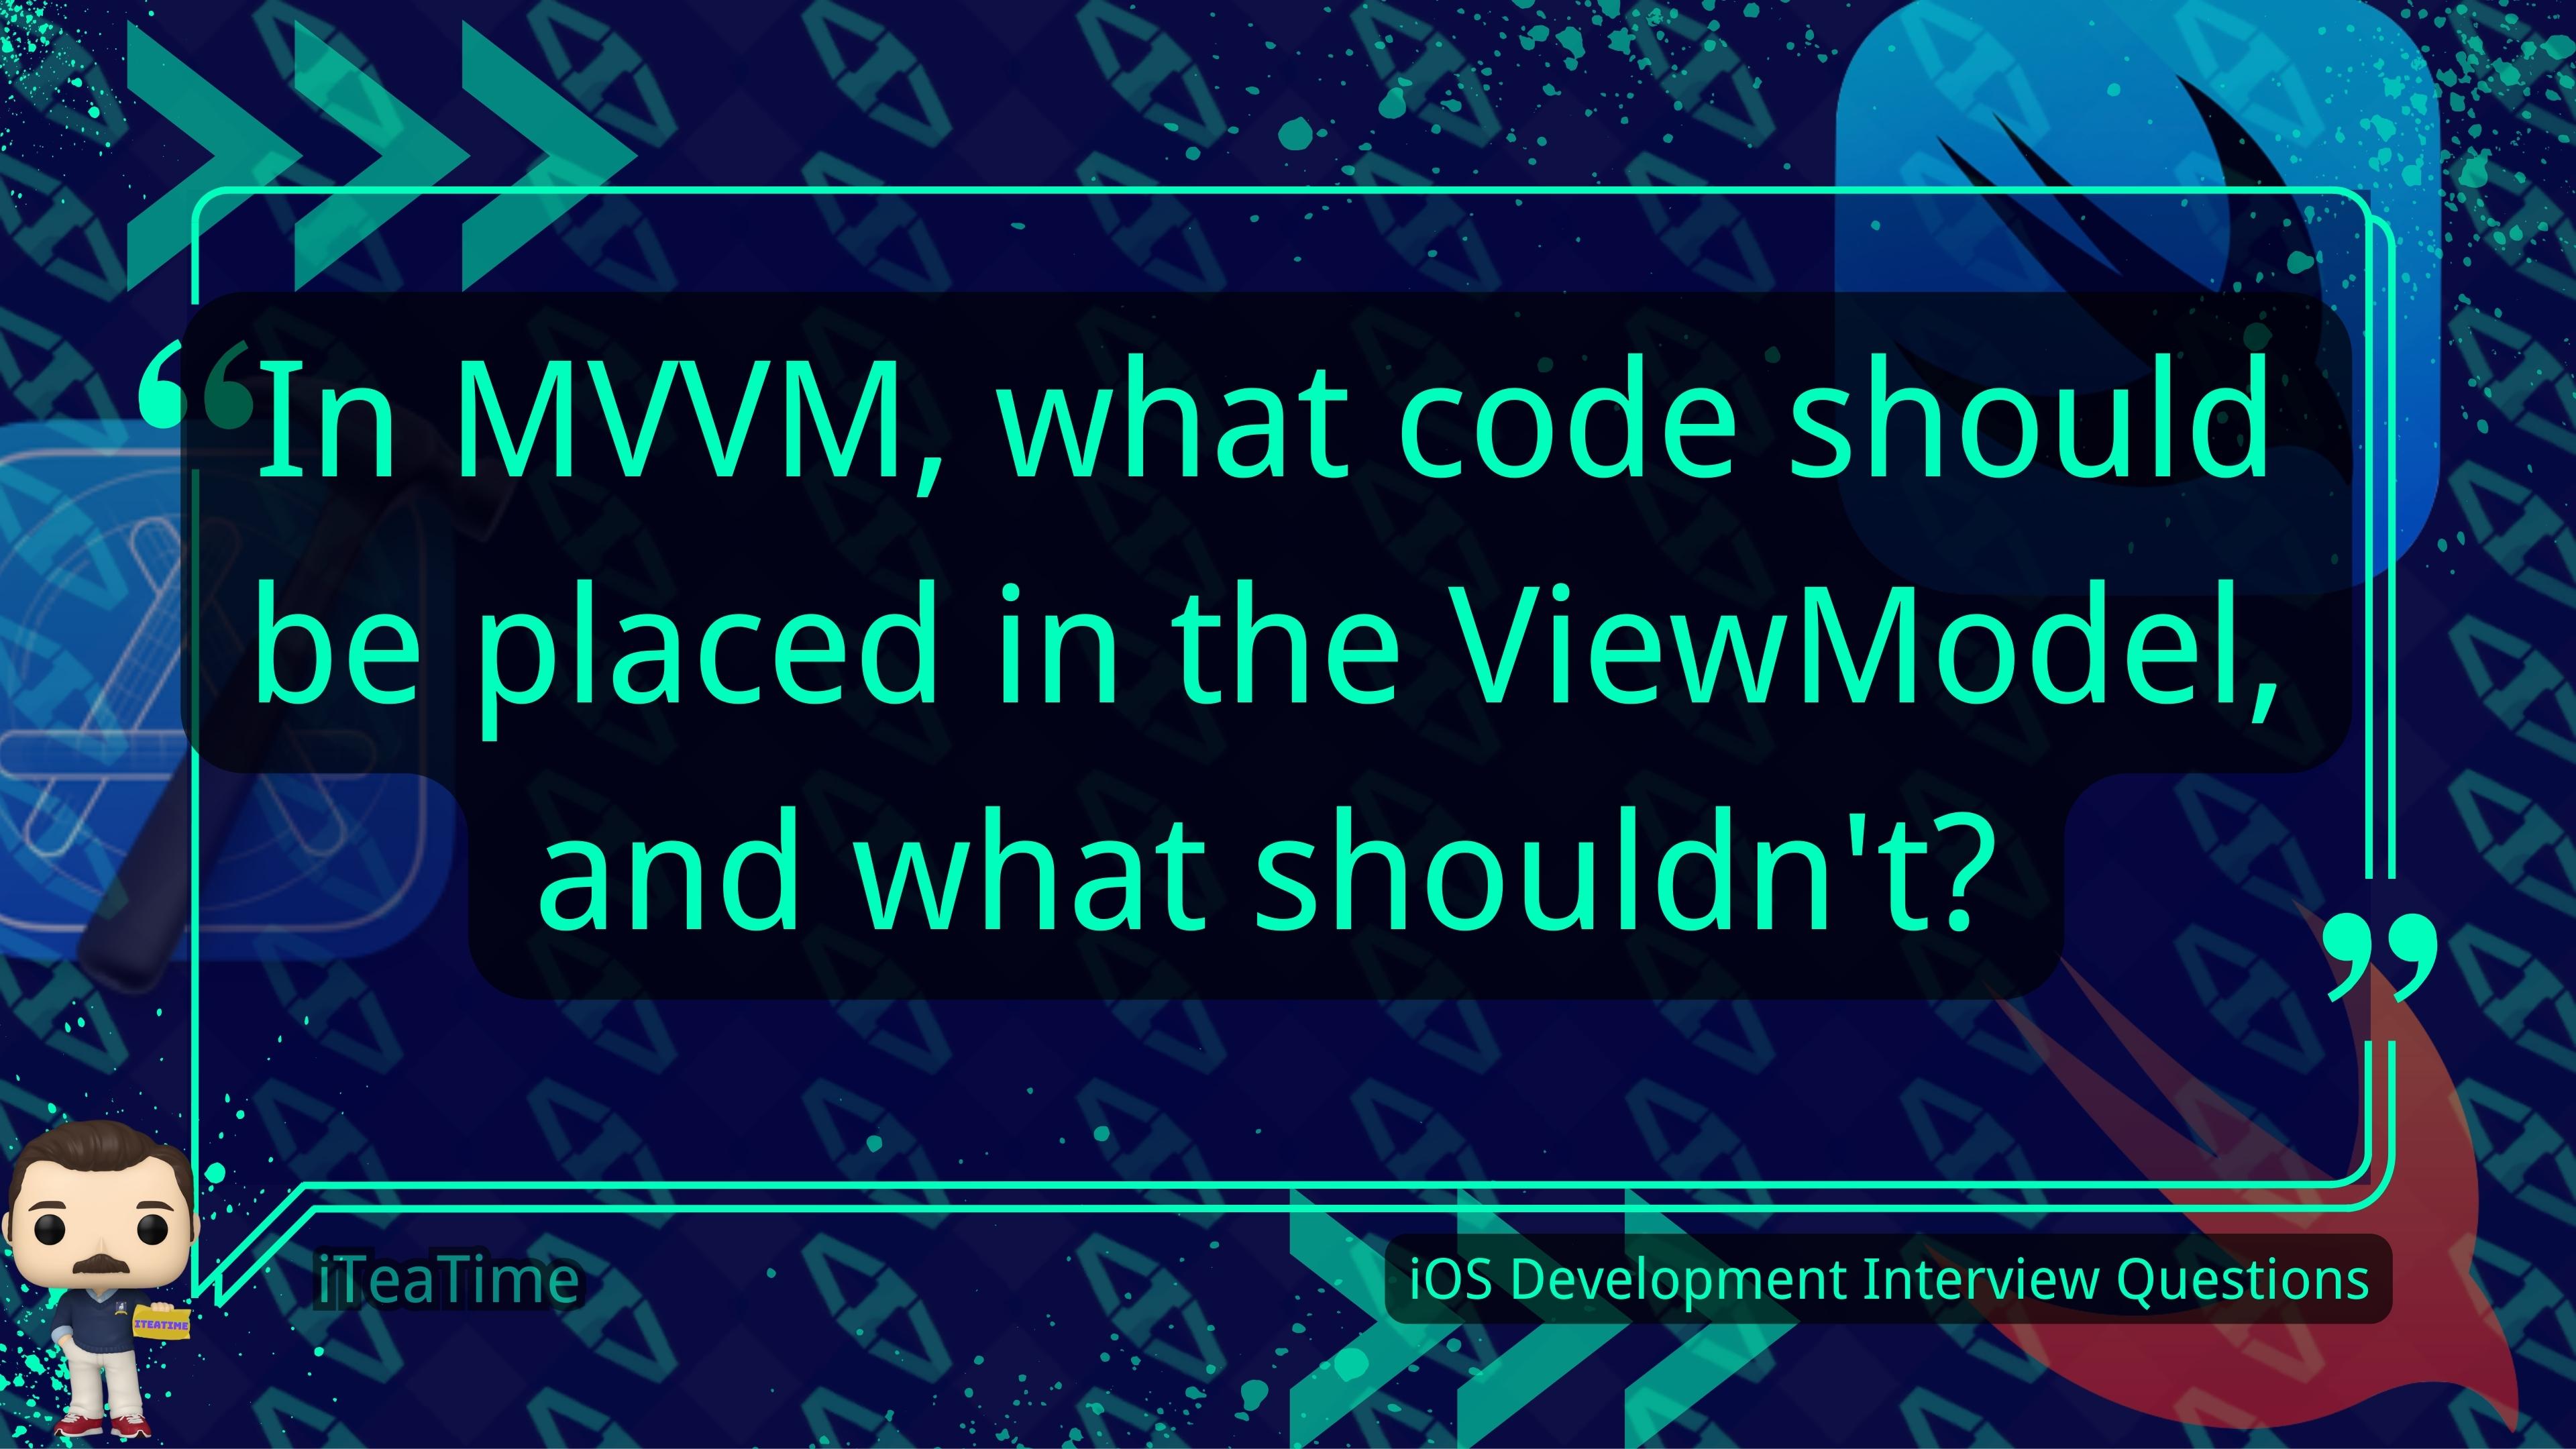 “In MVVM, what code should
be placed in the ViewModel,
and what shouldn't?”
iTeaTime
iOS Development Interview Questions
ITEATIME